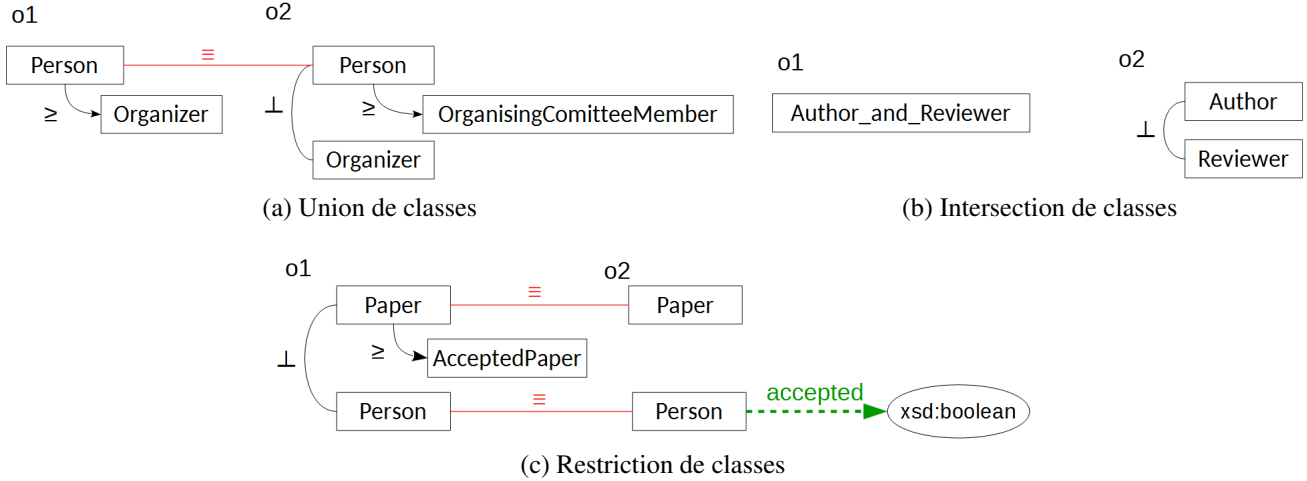 o1
o2
Person
≡
Person
≥
Organizer
⊥
≥
OrganisingComitteeMember
Organizer
(a) Union de classes
o1
o2
Author_and_Reviewer
Author
⊥
Reviewer
(b) Intersection de classes
o1
o2
Paper
≡
Paper
⊥
≥
AcceptedPaper
Person
≡
Person
accepted
xsd:boolean
(c) Restriction de classes